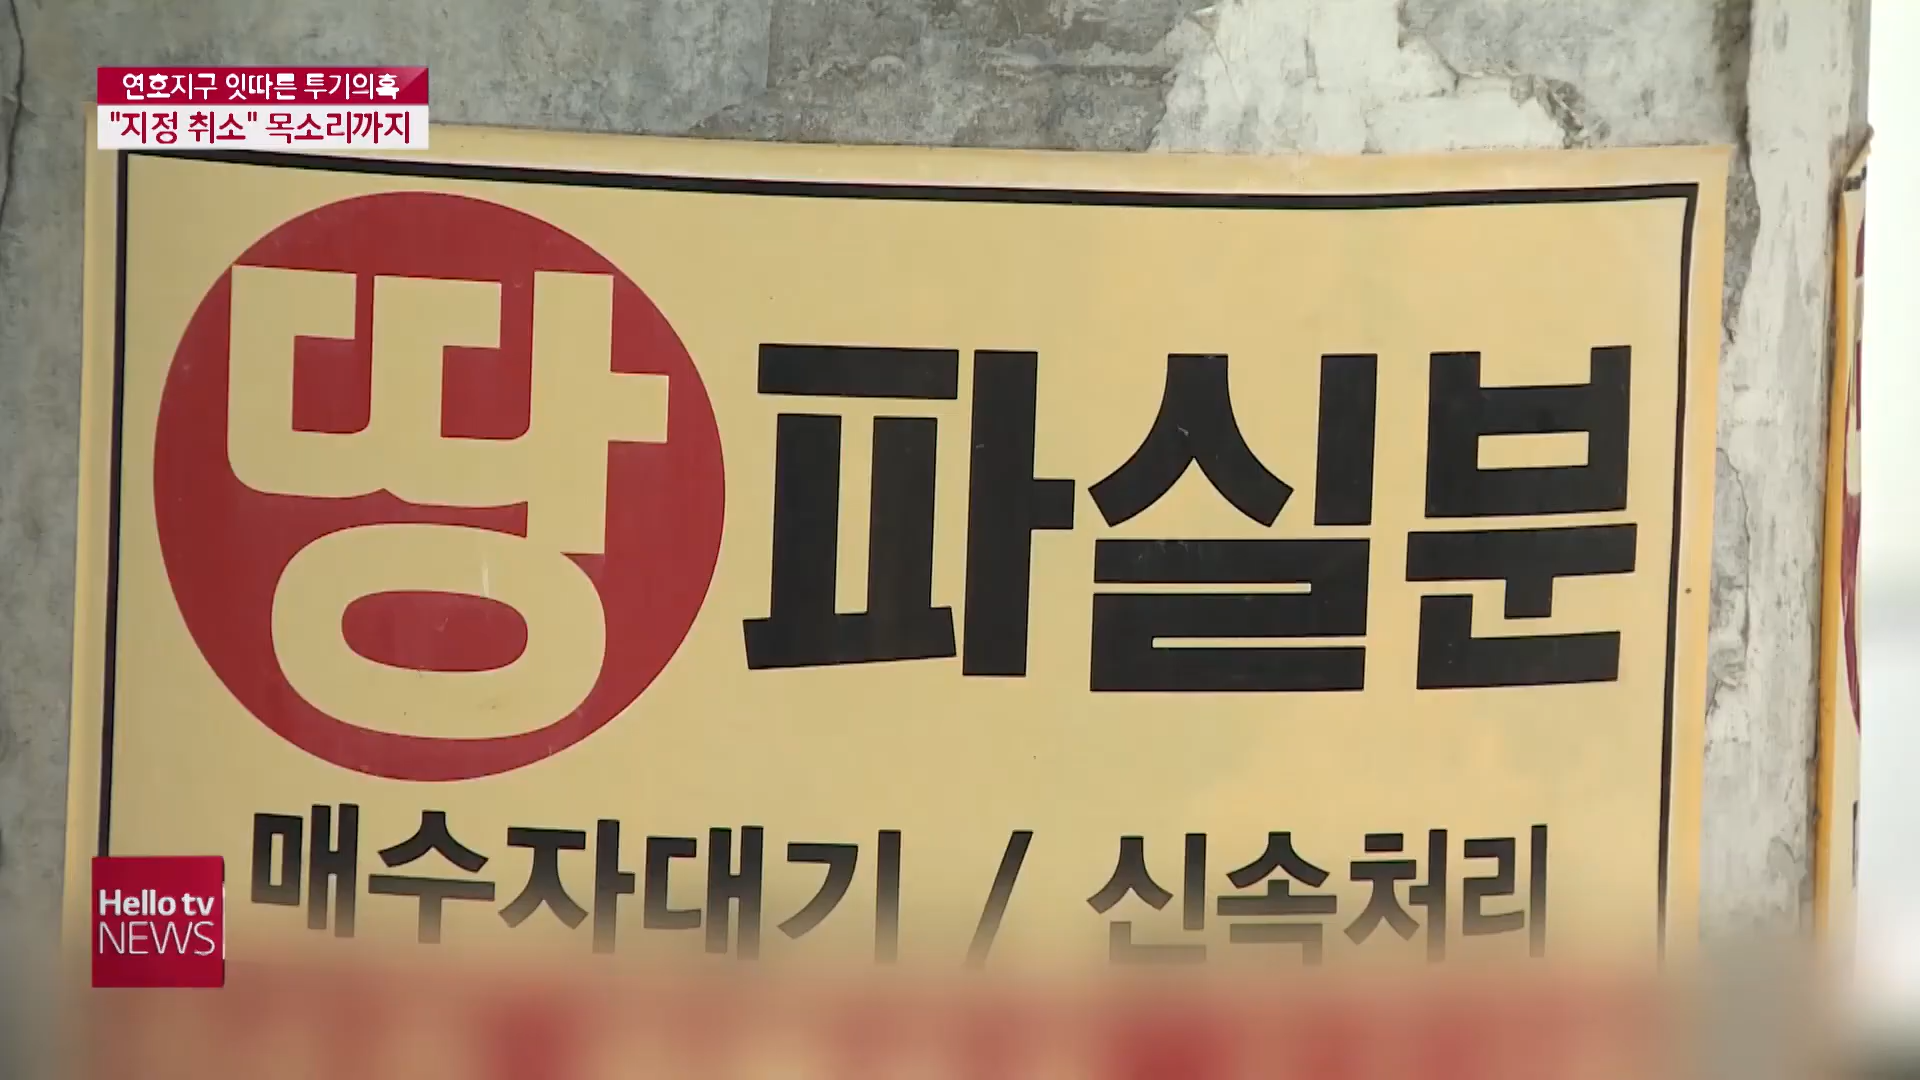 연호지구 잇따른 투기의혹
"지정 취소" 목소리까지
땅 파실분
매수자대기 / 신속처리
Hello tv
NEWS